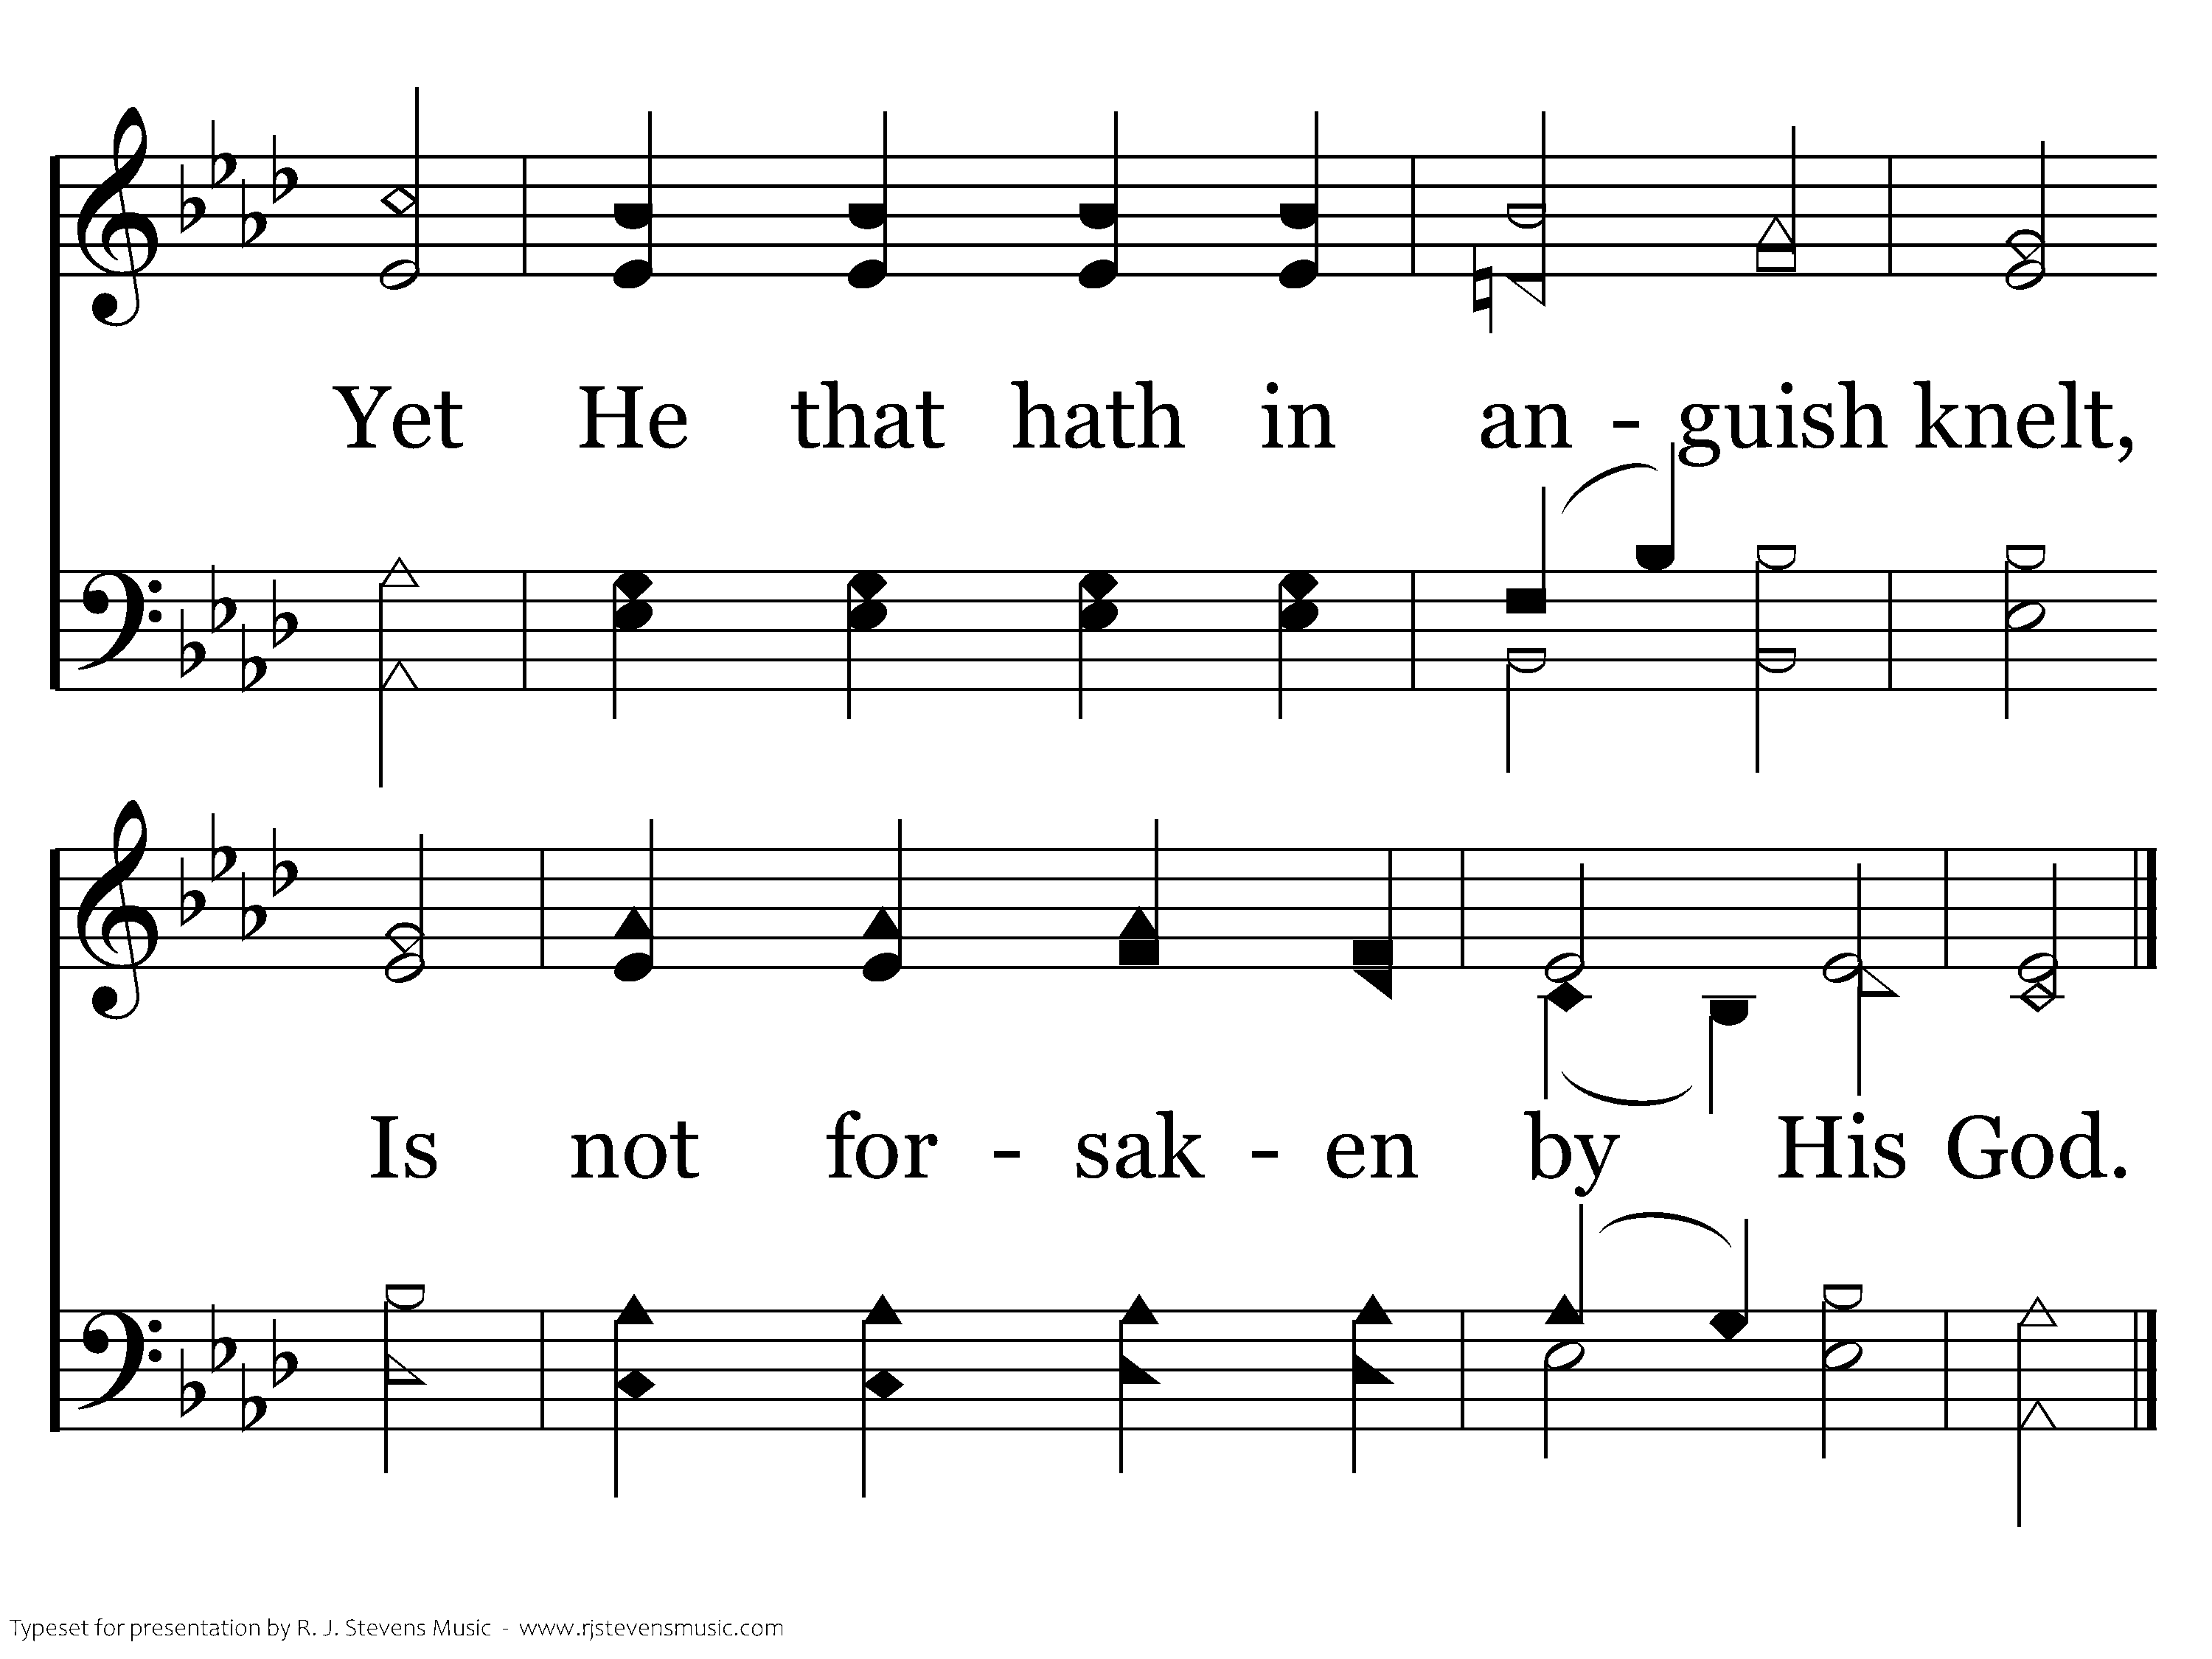 Yet He that hath in an - guish knelt,
Is not for - sak - en by His God.
Typeset for presentation by R. J. Stevens Music - www.rjstevensmusic.com